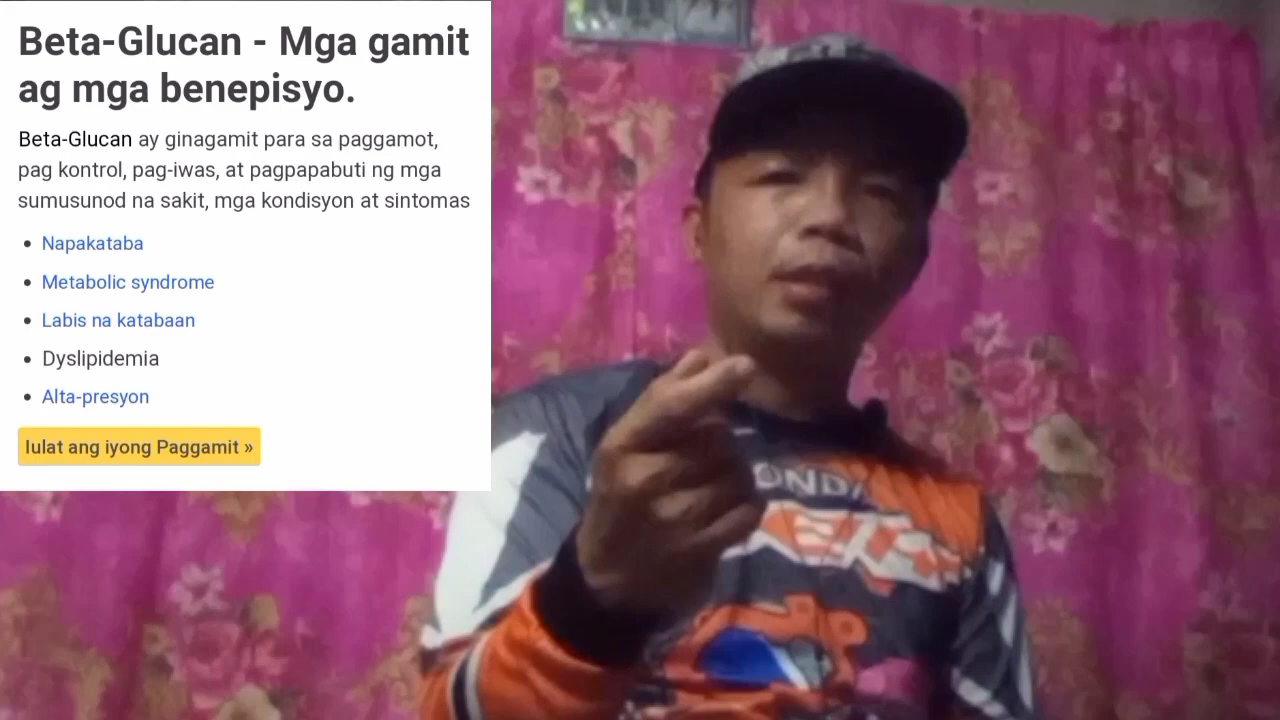 Beta-Glucan - Mga gamit
ag mga benepisyo.
Beta-Glucan ay ginagamit para sa paggamot,
pag kontrol, pag-iwas, at pagpapabuti ng mga
sumusunod na sakit, mga kondisyon at sintomas
• Napakataba
• Metabolic syndrome
• Labis na katabaan
• Dyslipidemia
• Alta-presyon
Iulat ang iyong Paggamit »